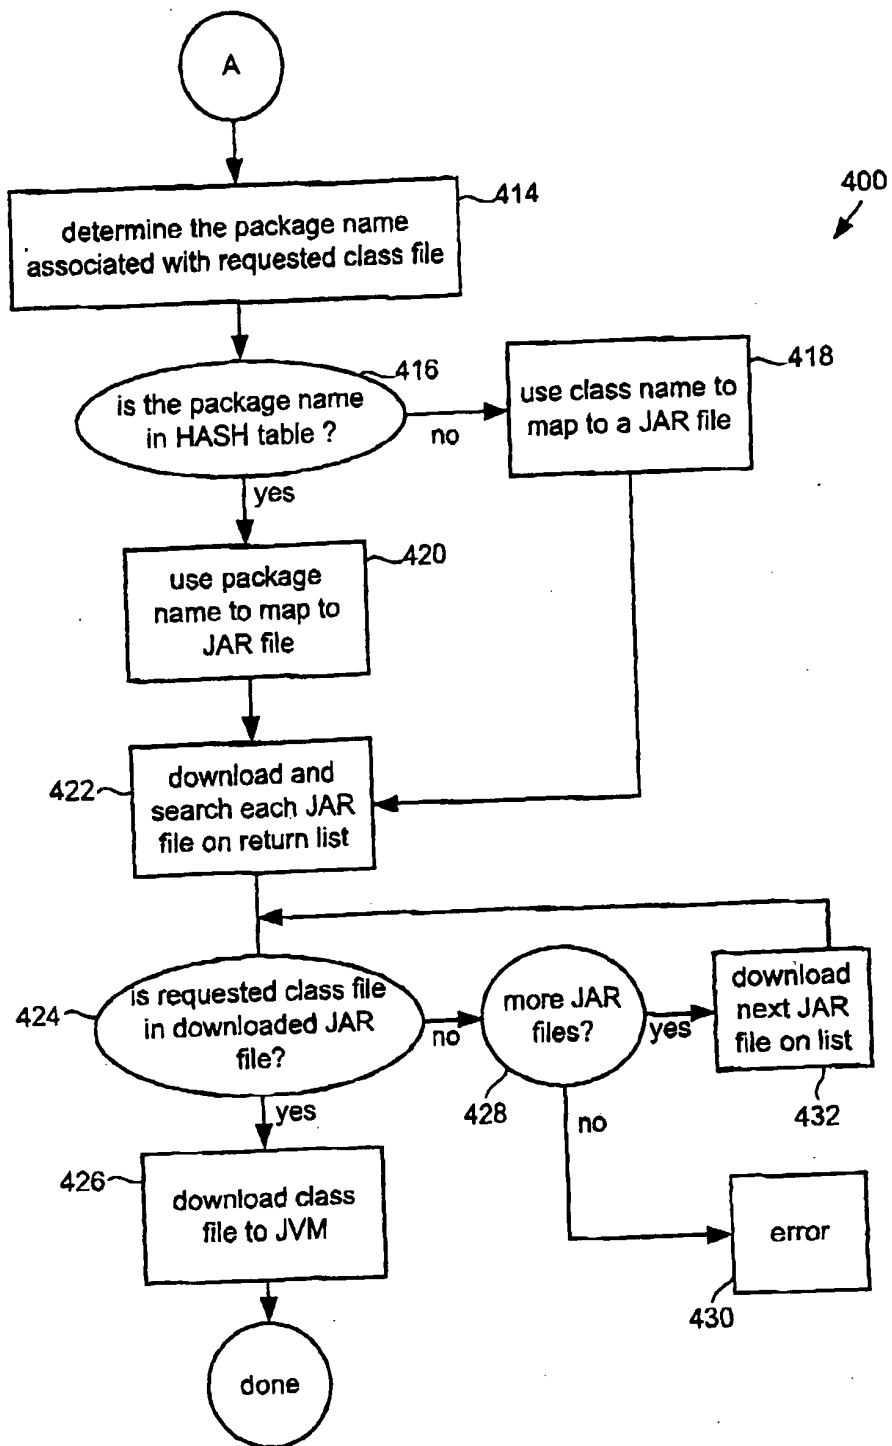 A
determine the package name
associated with requested class file
414
400
is the package name
in HASH table ?
416
no
yes
use class name to
map to a JAR file
418
use package
name to map to
JAR file
420
422
download and
search each JAR
file on return list
424
is requested class file
in downloaded JAR
file?
no
yes
more JAR
files?
428
yes
no
download
next JAR
file on list
432
426
download class
file to JVM
error
430
done